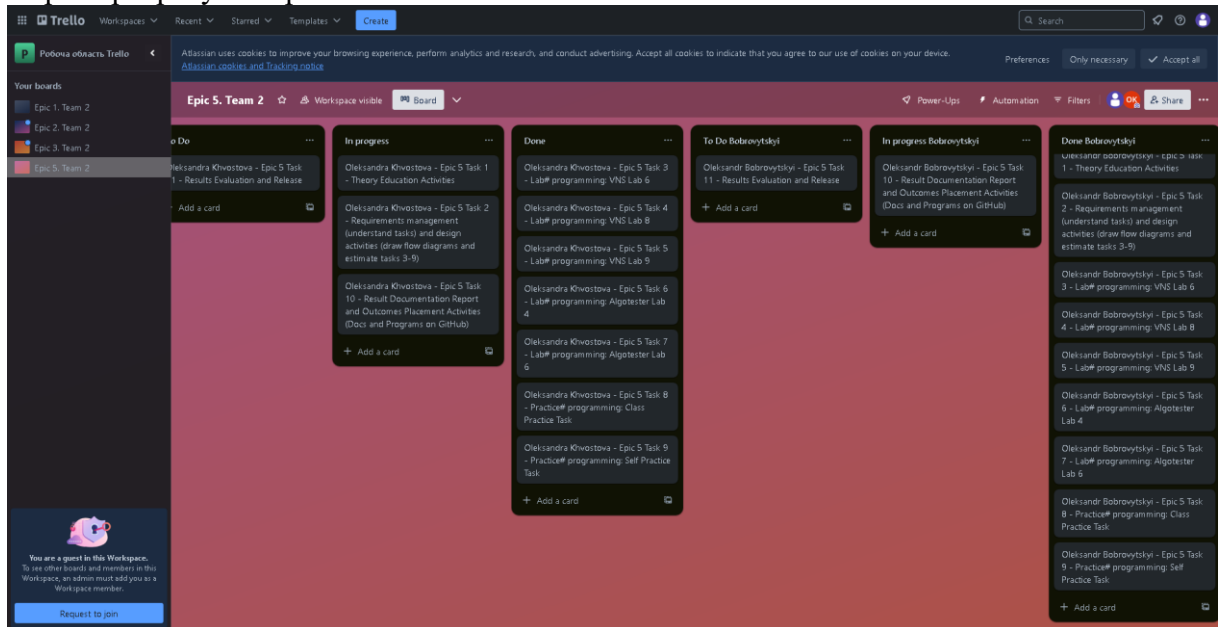 Trello Workspaces Recent Starred Templates Create Search
P Робоча область Trello
Your boards
Epic 1. Team 2
Epic 2. Team 2
Epic 3. Team 2
Epic 5. Team 2
Atlassian uses cookies to improve your browsing experience, perform analytics and research, and conduct advertising. Accept all cookies to indicate that you agree to our use of cookies on your device.
Atlassian cookies and Tracking notice
Preferences Only necessary Accept all
Epic 5. Team 2 Workspace visible Board Power-Ups Automation Filters OK Share
o Do
Oleksandra Khvostova - Epic 5 Task
1 - Results Evaluation and Release
Add a card
In progress
Oleksandra Khvostova - Epic 5 Task 1
- Theory Education Activities
Oleksandra Khvostova - Epic 5 Task 2
- Requirements management
(understand tasks) and design
activities (draw flow diagrams and
estimate tasks 3-9)
Oleksandra Khvostova - Epic 5 Task
10 - Result Documentation Report
and Outcomes Placement Activities
(Docs and Programs on GitHub)
+ Add a card
Done
Oleksandra Khvostova - Epic 5 Task 3
- Lab# programming: VNS Lab 6
Oleksandra Khvostova - Epic 5 Task 4
- Lab# programming: VNS Lab 8
Oleksandra Khvostova - Epic 5 Task 5
- Lab# programming: VNS Lab 9
Oleksandra Khvostova - Epic 5 Task 6
- Lab# programming: Algotester Lab
4
Oleksandra Khvostova - Epic 5 Task 7
- Lab# programming: Algotester Lab
6
Oleksandra Khvostova - Epic 5 Task 8
- Practice# programming: Class
Practice Task
Oleksandra Khvostova - Epic 5 Task 9
- Practice# programming: Self Practice
Task
+ Add a card
To Do Bobrovytskyi
Oleksandr Bobrovytskyi - Epic 5 Task
11 - Results Evaluation and Release
+ Add a card
In progress Bobrovytskyi
Oleksandr Bobrovytskyi - Epic 5 Task
10 - Result Documentation Report
and Outcomes Placement Activities
(Docs and Programs on GitHub)
+ Add a card
Done Bobrovytskyi
Oleksandr Bobrovytskyi - Epic 5 Task
1 - Theory Education Activities
Oleksandr Bobrovytskyi - Epic 5 Task
2 - Requirements management
(understand tasks) and design
activities (draw flow diagrams and
estimate tasks 3-9)
Oleksandr Bobrovytskyi - Epic 5 Task
3 - Lab# programming: VNS Lab 6
Oleksandr Bobrovytskyi - Epic 5 Task
4 - Lab# programming: VNS Lab 8
Oleksandr Bobrovytskyi - Epic 5 Task
5 - Lab# programming: VNS Lab 9
Oleksandr Bobrovytskyi - Epic 5 Task
6 - Lab# programming: Algotester
Lab 4
Oleksandr Bobrovytskyi - Epic 5 Task
7 - Lab# programming: Algotester
Lab 6
Oleksandr Bobrovytskyi - Epic 5 Task
8 - Practice# programming: Class
Practice Task
Oleksandr Bobrovytskyi - Epic 5 Task
9 - Practice# programming: Self
Practice Task
+ Add a card
You are a guest in this Workspace.
To see other boards and members in this
Workspace, an admin must add you as a
Workspace member.
Request to join